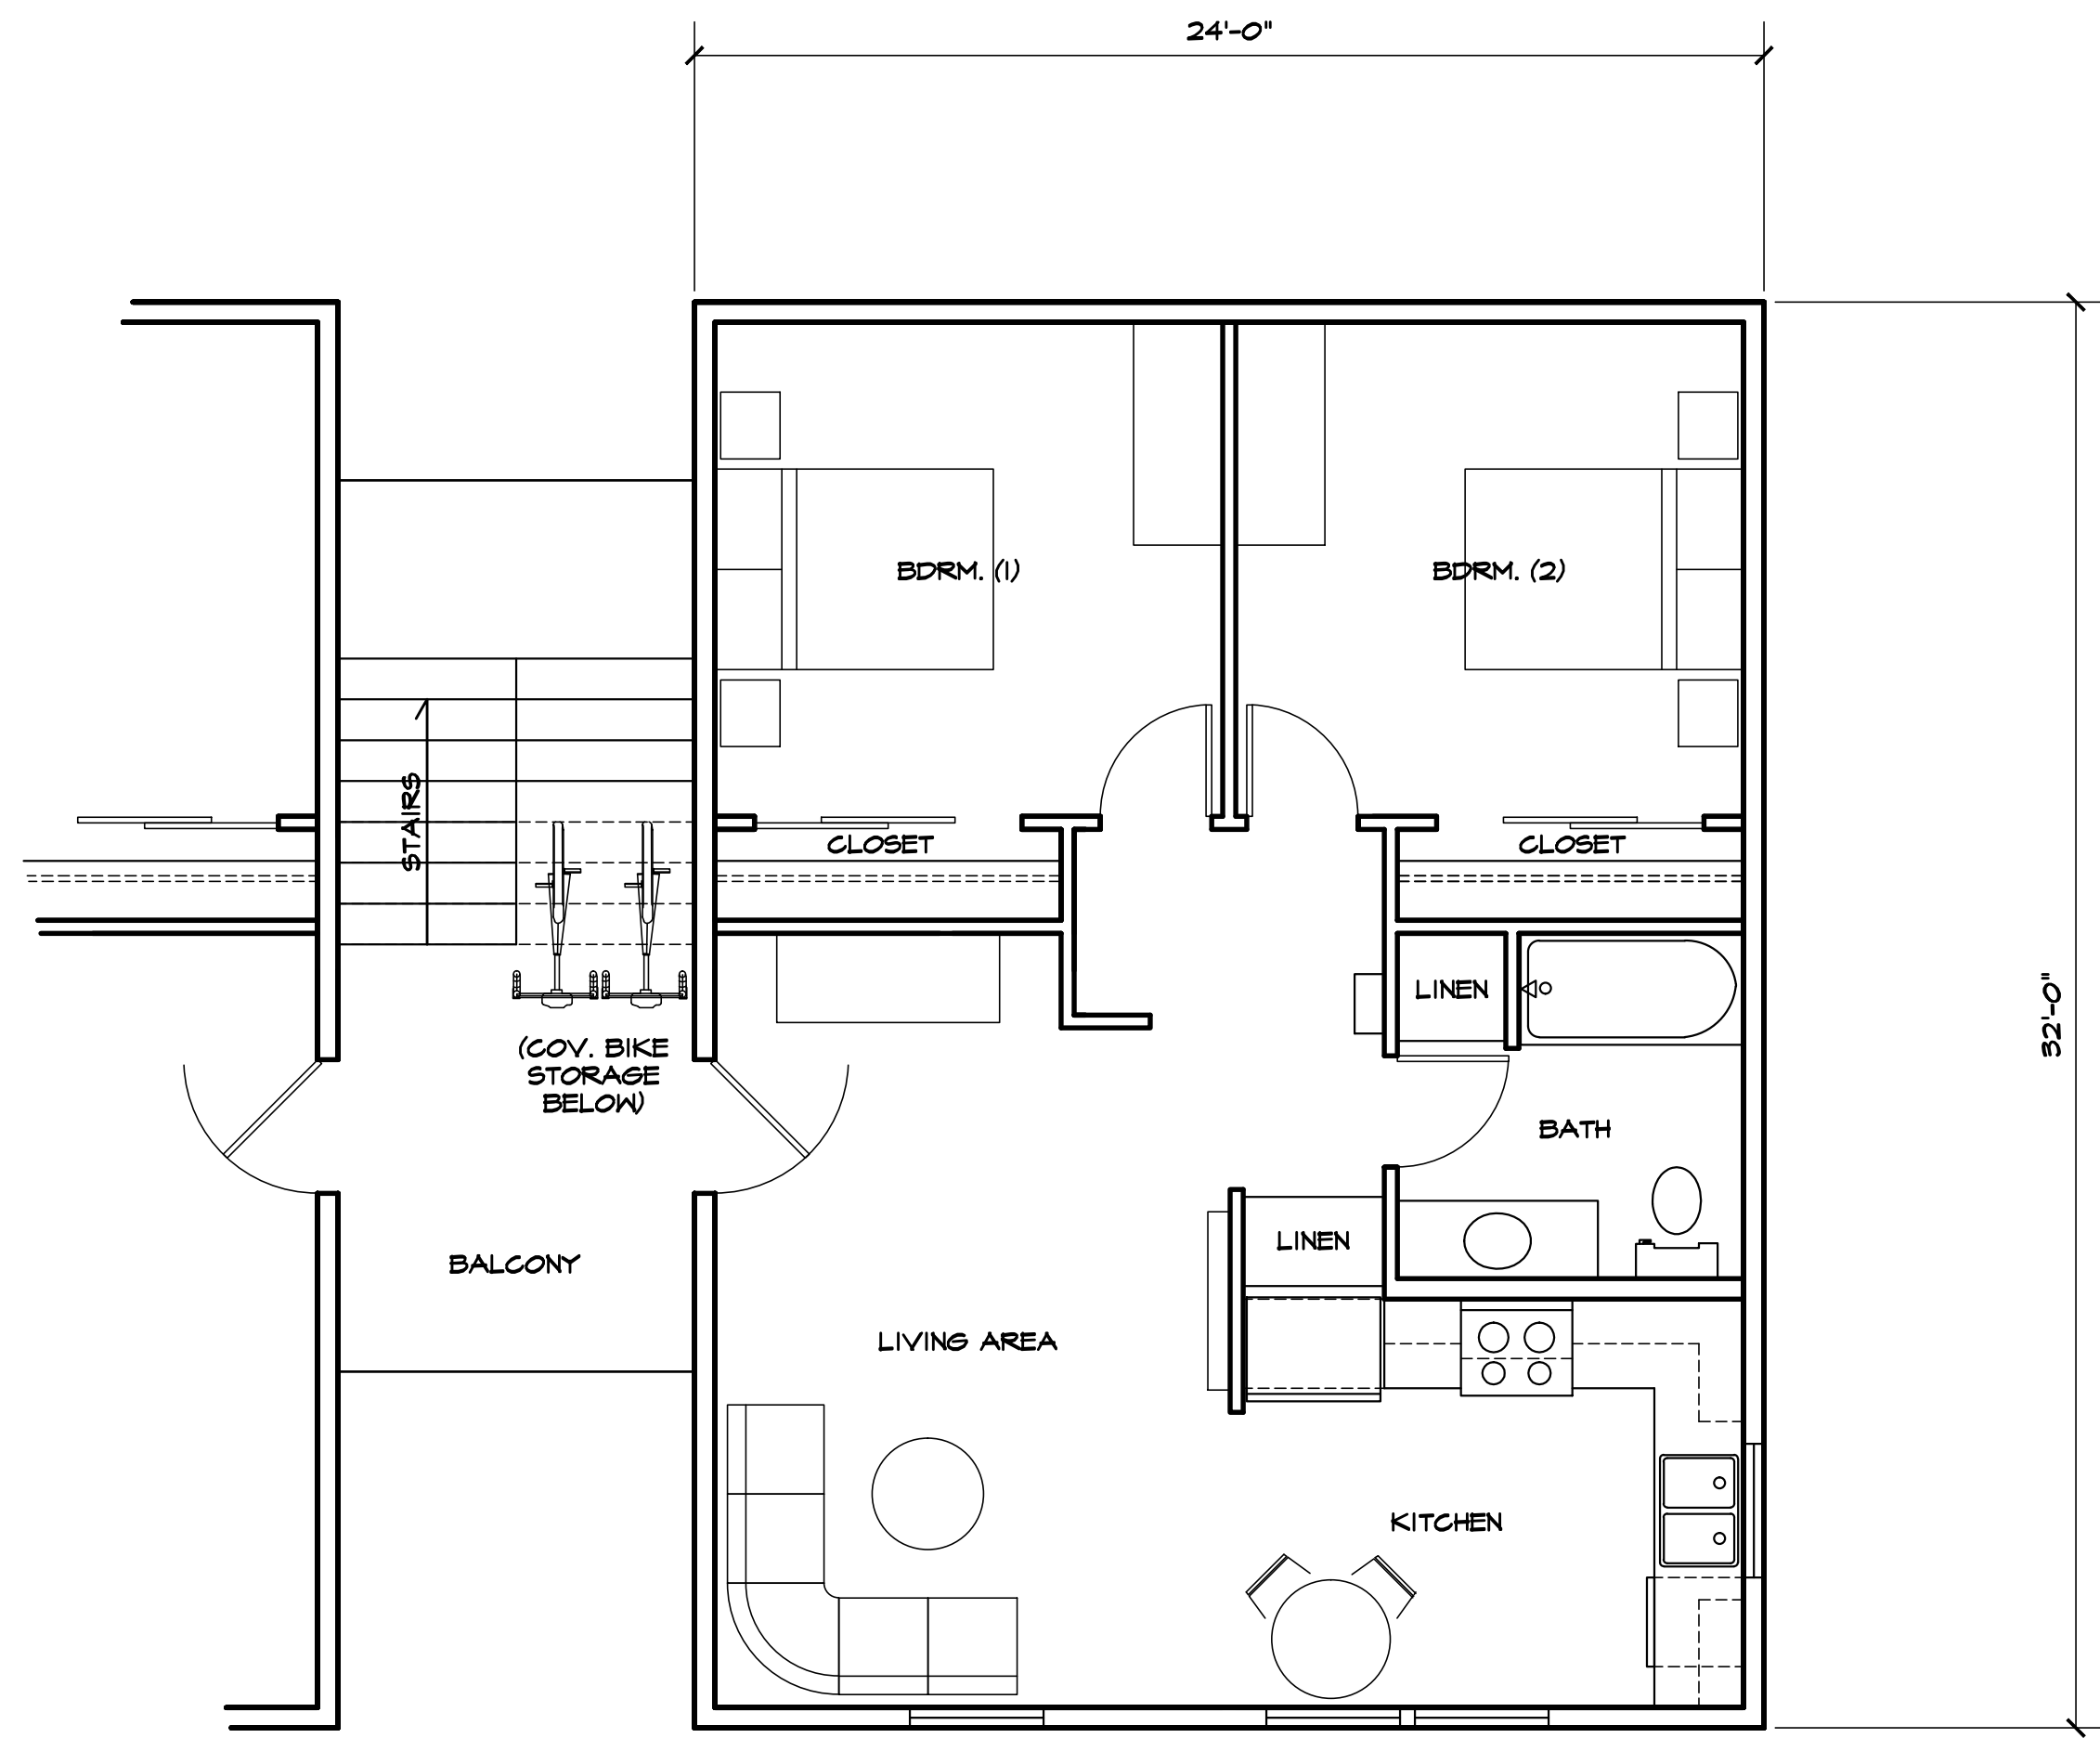 24'-0"
BDRM. (1)
BDRM. (2)
STAIRS
CLOSET
CLOSET
LINEN
32'-0"
(COV. BIKE
STORAGE
BELOW)
BATH
LINEN
BALCONY
LIVING AREA
KITCHEN